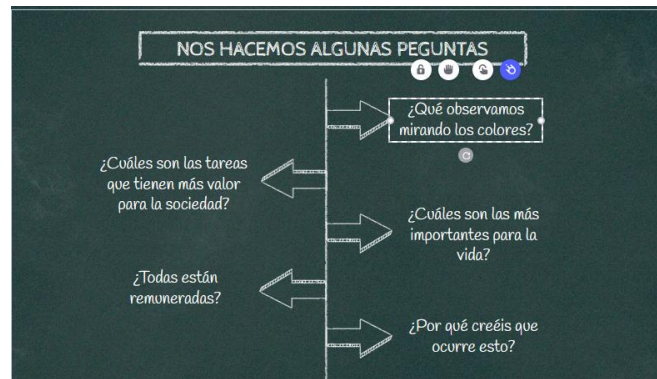 NOS HACEMOS ALGUNAS PEGUNTAS
¿Qué observamos
mirando los colores?
¿Cuáles son las tareas
que tienen más valor
para la sociedad?
¿Cuáles son las más
importantes para la
vida?
¿Todas están
remuneradas?
¿Por qué creéis que
ocurre esto?